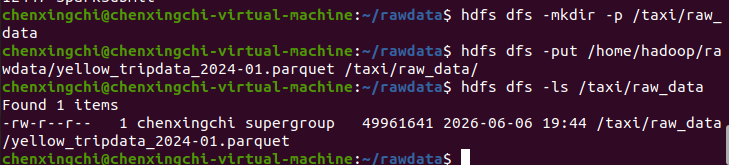 chenxingchi@chenxingchi-virtual-machine:~/rawdata$ hdfs dfs -mkdir -p /taxi/raw_
data
chenxingchi@chenxingchi-virtual-machine:~/rawdata$ hdfs dfs -put /home/hadoop/ra
wdata/yellow_tripdata_2024-01.parquet /taxi/raw_data/
chenxingchi@chenxingchi-virtual-machine:~/rawdata$ hdfs dfs -ls /taxi/raw_data
Found 1 items
-rw-r--r--   1 chenxingchi supergroup   49961641 2026-06-06 19:44 /taxi/raw_data
/yellow_tripdata_2024-01.parquet
chenxingchi@chenxingchi-virtual-machine:~/rawdata$